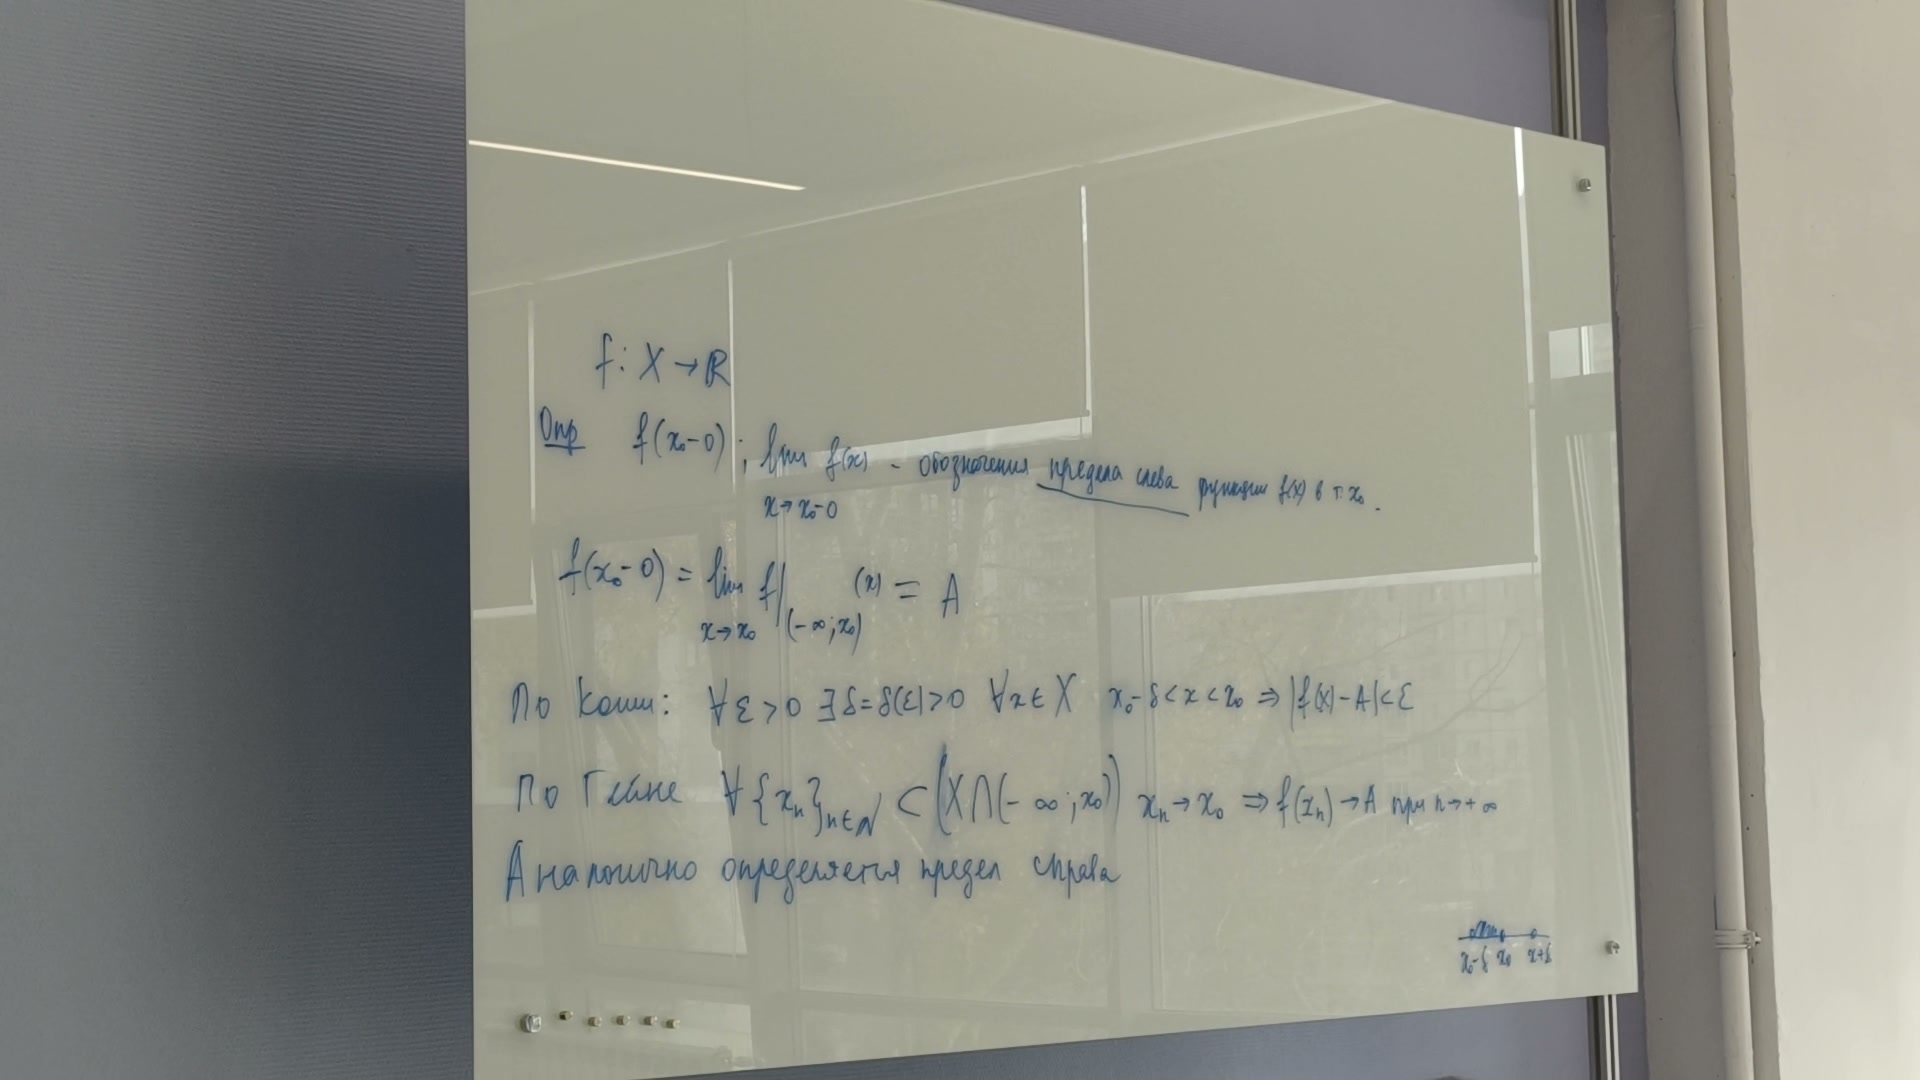 f: X → ℝ
Опр f(x₀-0); lim f(x) - обозначения предела слева функции f(x) в т. x₀.
x→x₀-0
f(x₀-0) = lim f| (x) = A
x→x₀ (-∞; x₀)
По Коши: ∀ε>0 ∃δ=δ(ε)>0 ∀x∈X x₀-δ<x<x₀ ⇒ |f(x)-A|<ε
По Гейне ∀{xₙ}ₙ∈ℕ ⊂ (X∩(-∞; x₀)) xₙ→x₀ ⇒ f(xₙ)→A при n→+∞
Аналогично определяется предел справа
x₀-δ x₀ x+δ